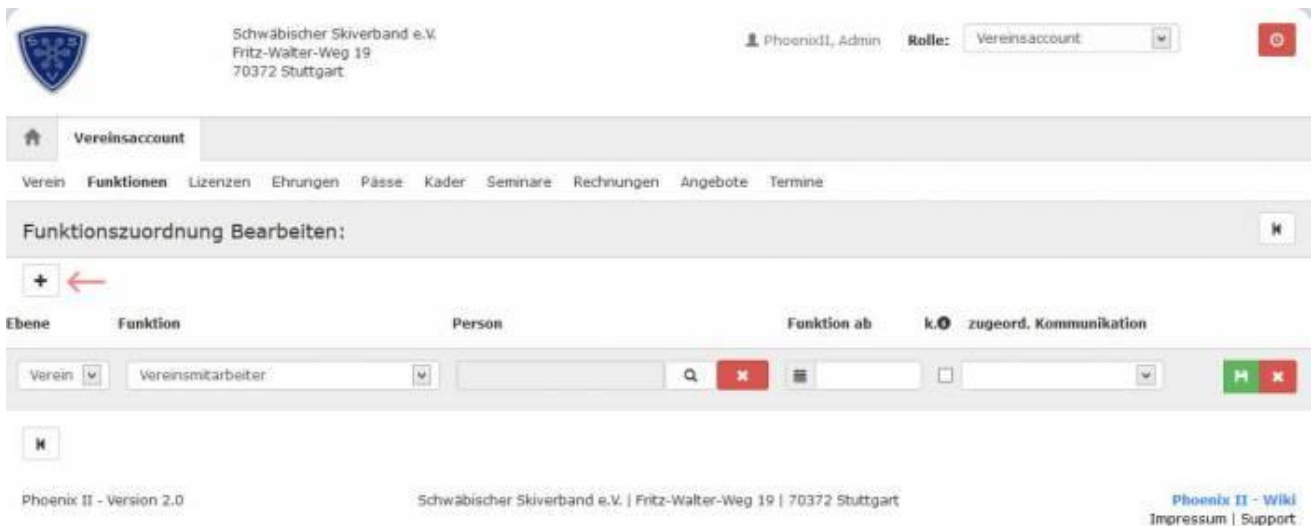 SVS
Schwäbischer Skiverband e.V.
Fritz-Walter-Weg 19
70372 Stuttgart
PhoenixII, Admin Rolle: Vereinsaccount
Vereinsaccount
Verein Funktionen Lizenzen Ehrungen Pässe Kader Seminare Rechnungen Angebote Termine
Funktionszuordnung Bearbeiten:
Ebene Funktion Person Funktion ab k. zugeord. Kommunikation
Verein Vereinsmitarbeiter
Phoenix II - Version 2.0 Schwäbischer Skiverband e.V. | Fritz-Walter-Weg 19 | 70372 Stuttgart Phoenix II - Wiki
Impressum | Support